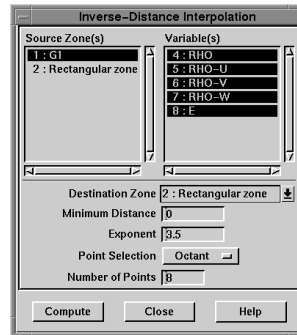 Inverse-Distance Interpolation
Source Zone(s)
Variable(s)
1 : G1
2 : Rectangular zone
4 : RHO
5 : RHO-U
6 : RHO-V
7 : RHO-W
8 : E
Destination Zone 2 : Rectangular zone
Minimum Distance 0
Exponent 3.5
Point Selection Octant
Number of Points 8
Compute Close Help